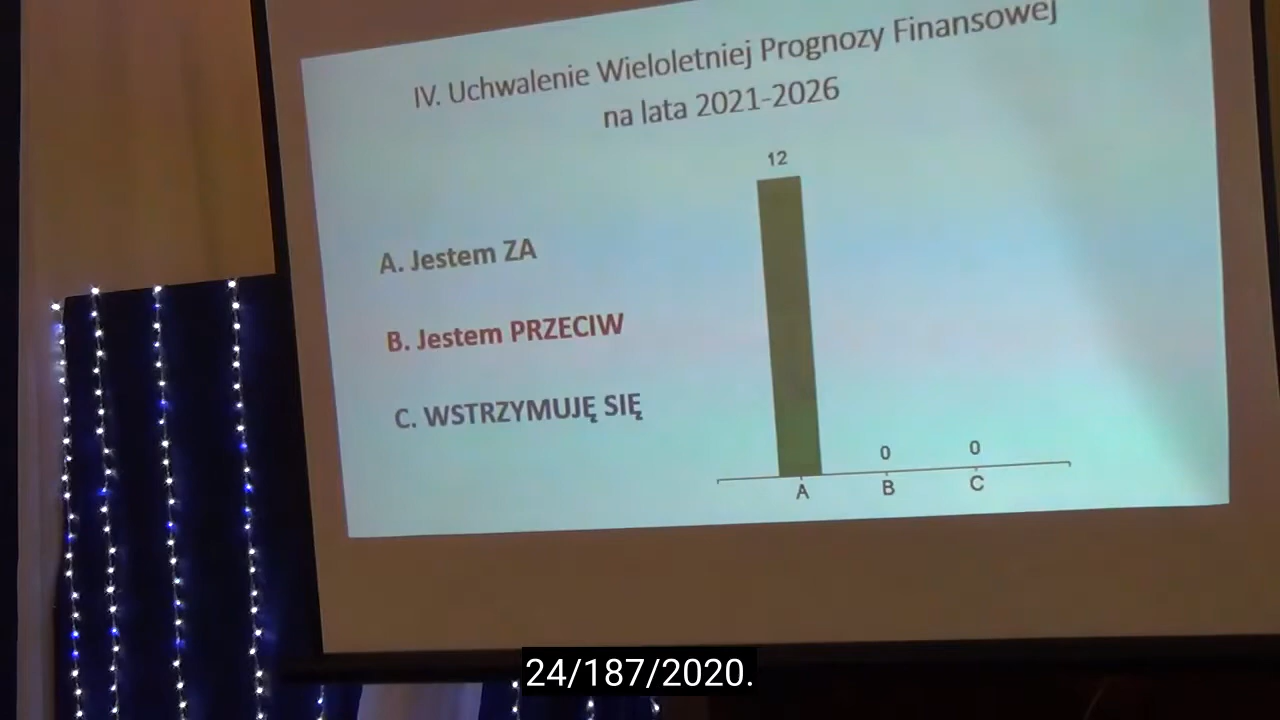 IV. Uchwalenie Wieloletniej Prognozy Finansowej
na lata 2021-2026
12
A. Jestem ZA
B. Jestem PRZECIW
C. WSTRZYMUJĘ SIĘ
0
0
A
B
C
24/187/2020.